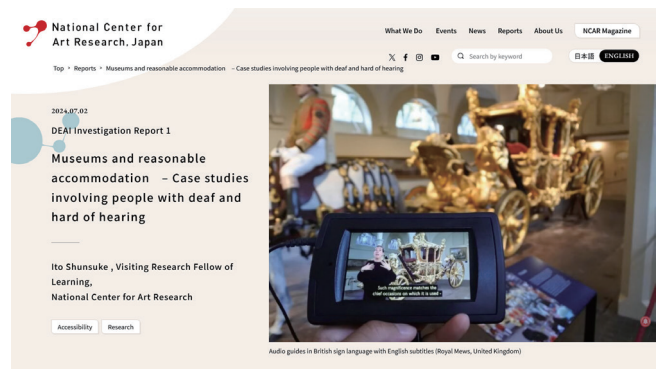 National Center for
Art Research, Japan
What We Do Events News Reports About Us NCAR Magazine
Search by keyword 日本語 ENGLISH
Top Reports Museums and reasonable accommodation – Case studies involving people with deaf and hard of hearing
2024.07.02
DEAI Investigation Report 1
Museums and reasonable
accommodation – Case studies
involving people with deaf and
hard of hearing
Ito Shunsuke , Visiting Research Fellow of
Learning,
National Center for Art Research
Accessibility Research
Such magnificence matches the
chief occasions on which it is used -
Audio guides in British sign language with English subtitles (Royal Mews, United Kingdom)